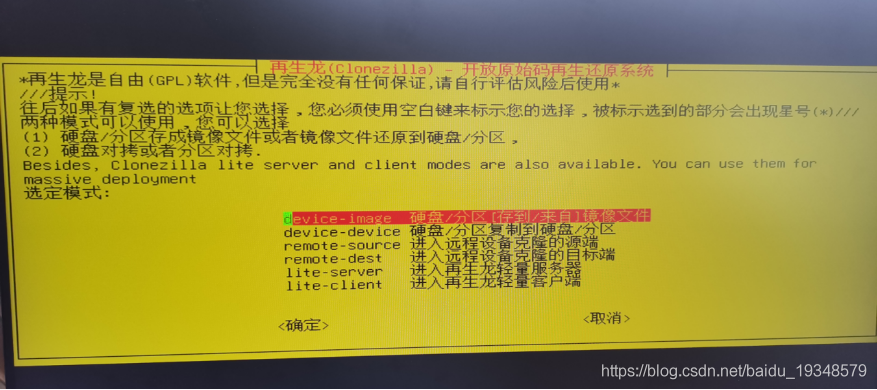 再生龙(Clonezilla) - 开放原始码再生还原系统
*再生龙是自由(GPL)软件,但是完全没有任何保证,请自行评估风险后使用*
///提示!
往后如果有复选的选项让您选择,您必须使用空白键来标示您的选择,被标示选到的部分会出现星号(*)///
两种模式可以使用,您可以选择
(1) 硬盘/分区存成镜像文件或者镜像文件还原到硬盘/分区,
(2) 硬盘对拷或者分区对拷.
Besides, Clonezilla lite server and client modes are also available. You can use them for
massive deployment
选定模式:
device-image 硬盘/分区[存到/来自]镜像文件
device-device 硬盘/分区复制到硬盘/分区
remote-source 进入远程设备克隆的源端
remote-dest 进入远程设备克隆的目标端
lite-server 进入再生龙轻量服务器
lite-client 进入再生龙轻量客户端
<确定> <取消>
https://blog.csdn.net/baidu_19348579